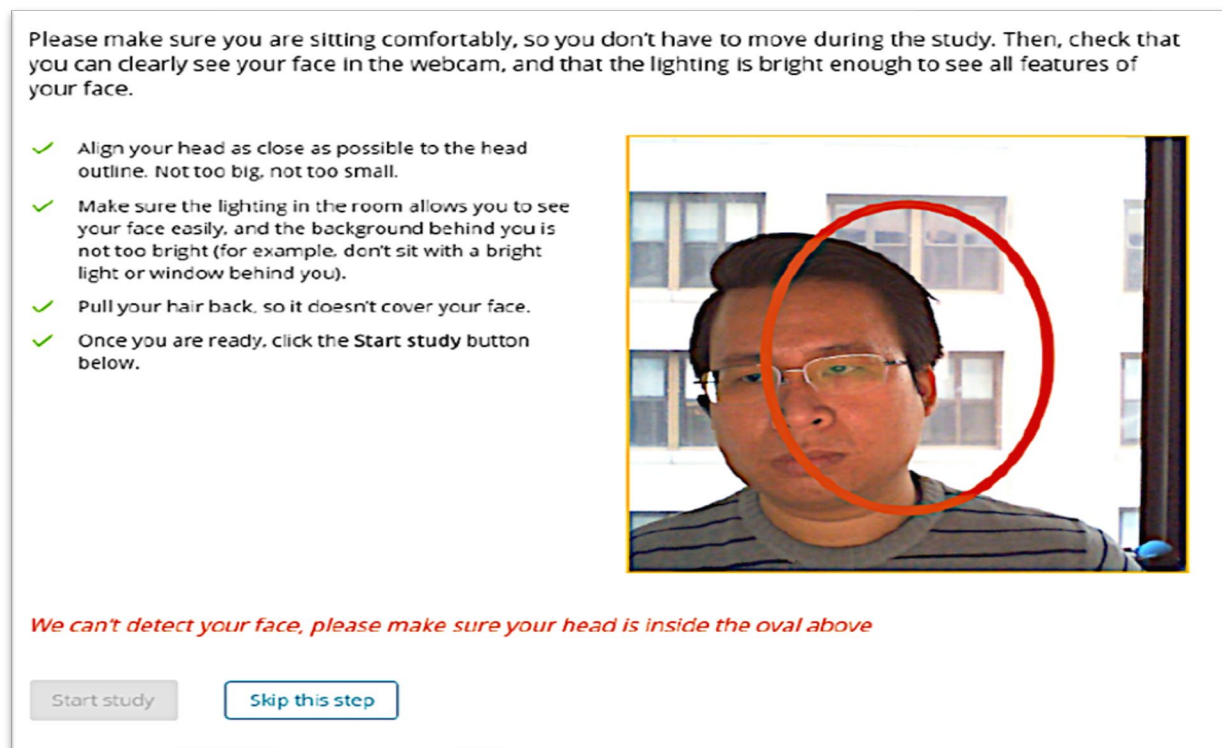 Please make sure you are sitting comfortably, so you don't have to move during the study. Then, check that
you can clearly see your face in the webcam, and that the lighting is bright enough to see all features of
your face.
Align your head as close as possible to the head
outline. Not too big, not too small.
Make sure the lighting in the room allows you to see
your face easily, and the background behind you is
not too bright (for example, don't sit with a bright
light or window behind you).
Pull your hair back, so it doesn't cover your face.
Once you are ready, click the Start study button
below.
We can't detect your face, please make sure your head is inside the oval above
Start study
Skip this step